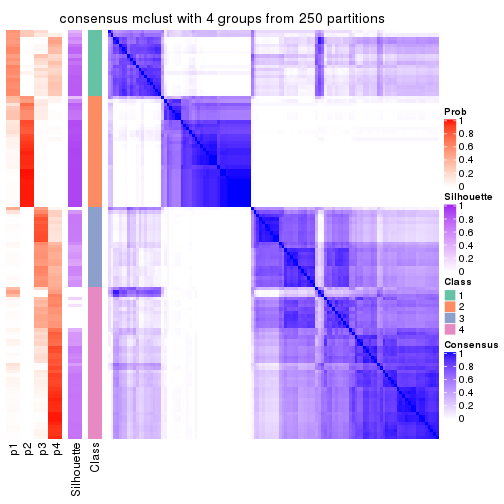 consensus mclust with 4 groups from 250 partitions
Prob
1
0.8
0.6
0.4
0.2
0
Silhouette
1
0.8
0.6
0.4
0.2
0
Class
1
2
3
4
Consensus
1
0.8
0.6
0.4
0.2
0
p1
p2
p3
p4
Silhouette
Class